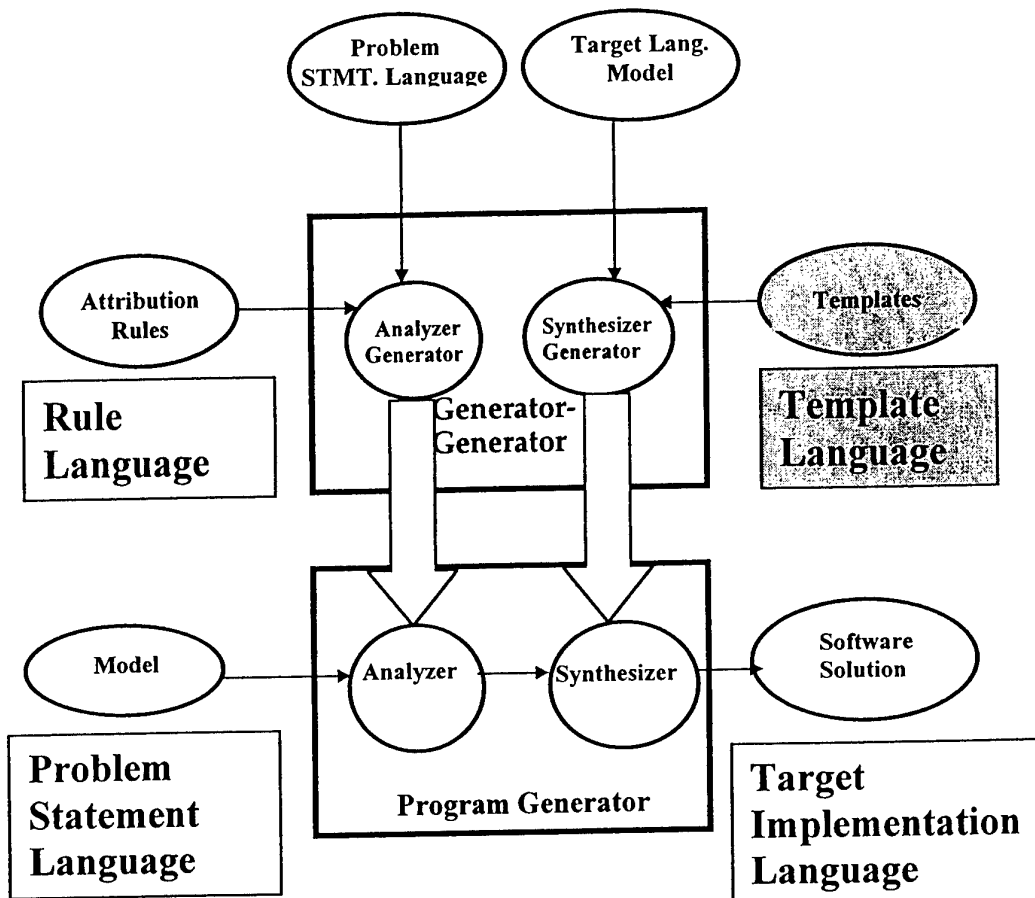 Problem
STMT. Language
Target Lang.
Model
Attribution
Rules
Analyzer
Generator
Synthesizer
Generator
Templates
Rule
Language
Generator-
Generator
Template
Language
Model
Analyzer
Synthesizer
Software
Solution
Problem
Statement
Language
Program Generator
Target
Implementation
Language